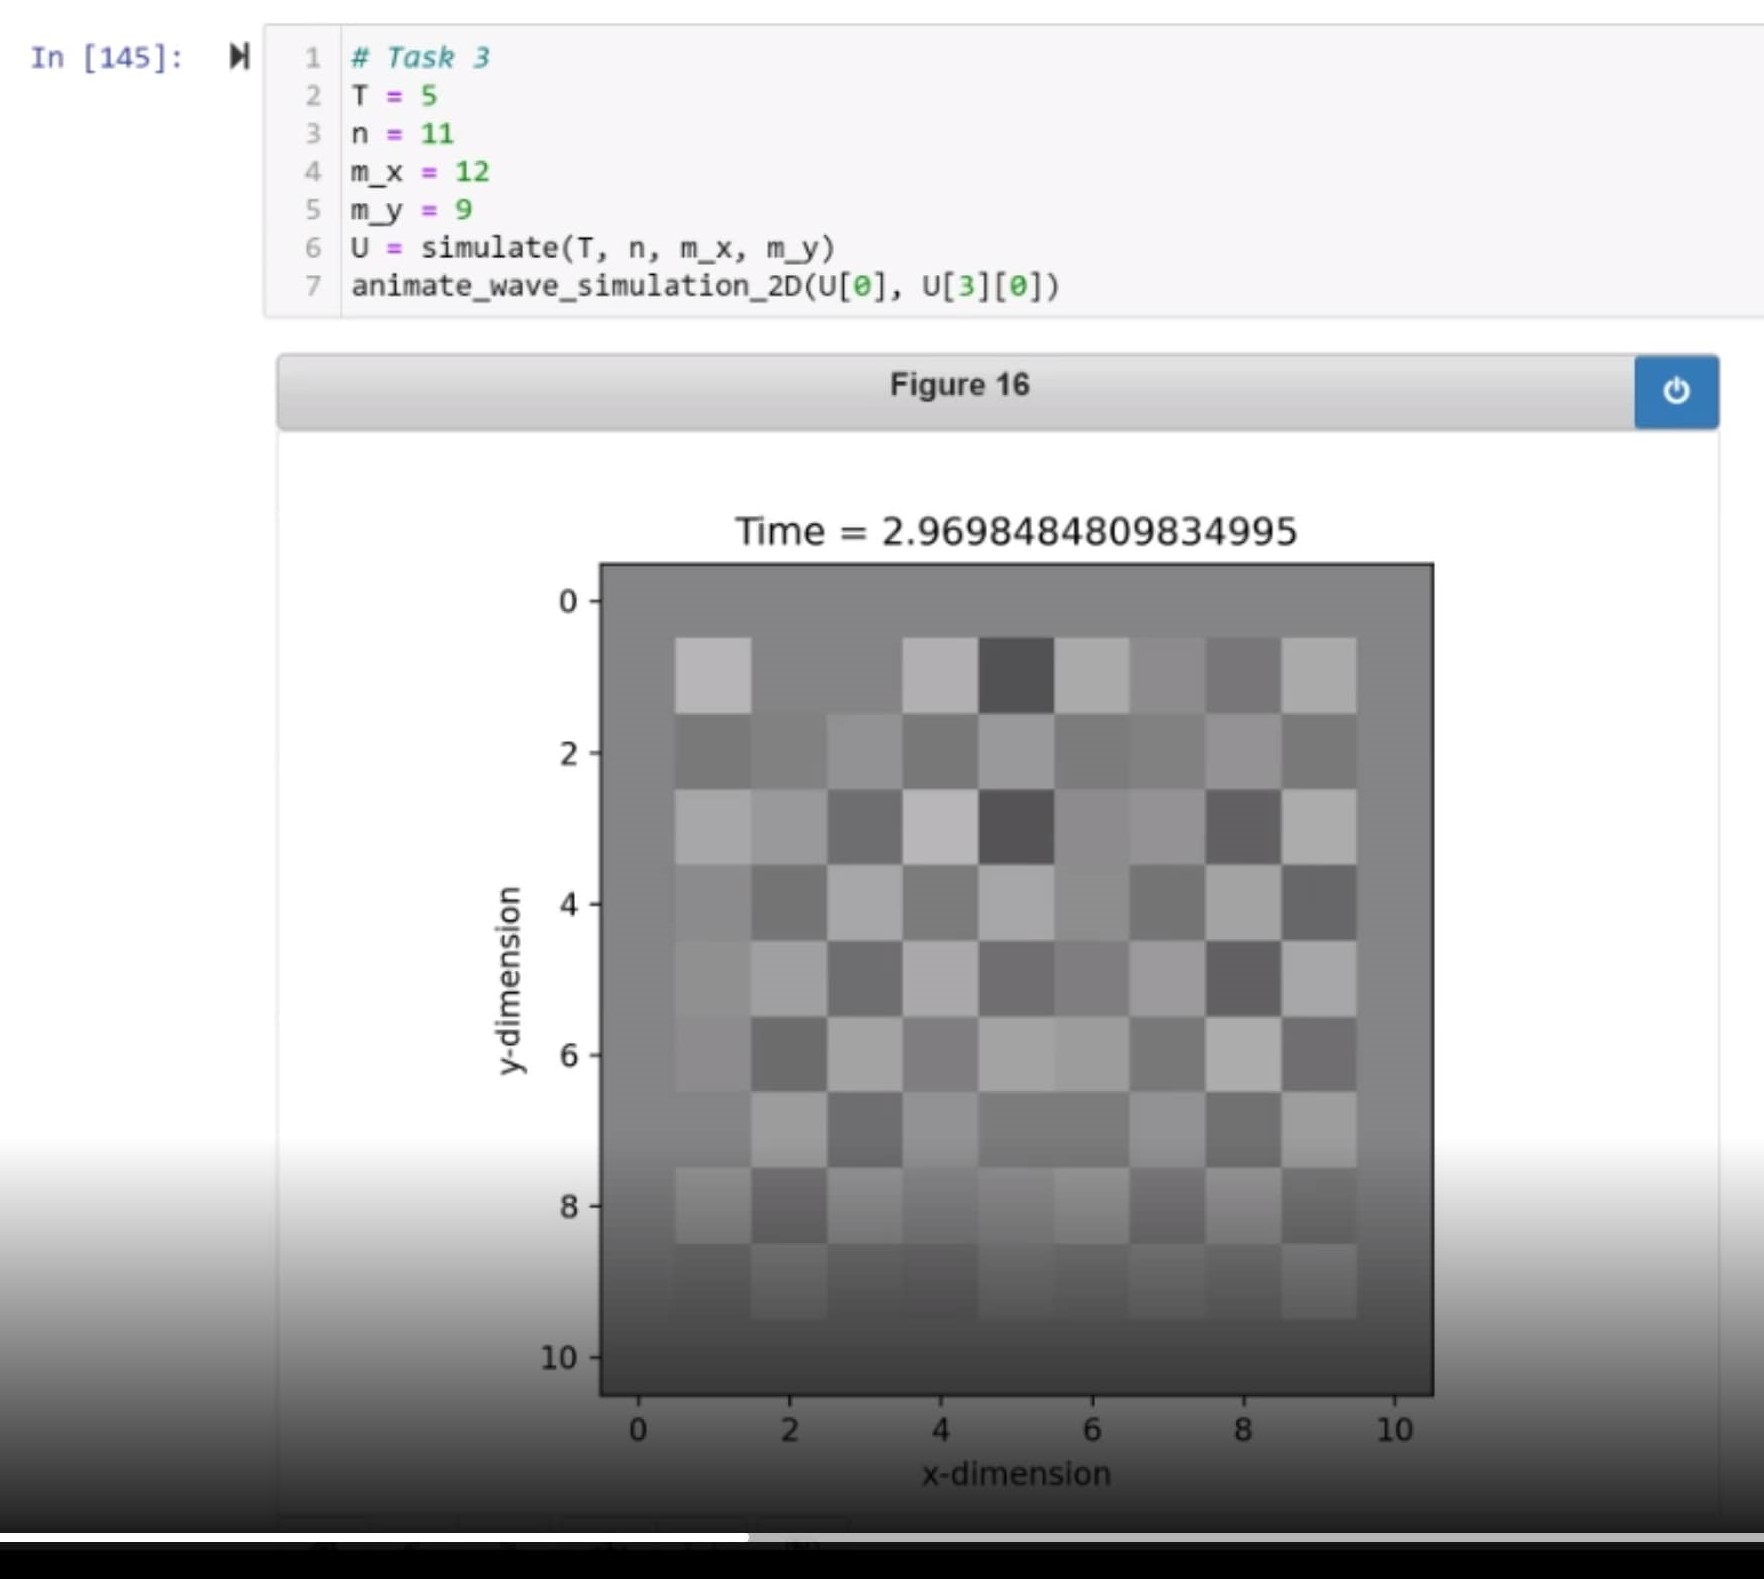 In [145]:
1 # Task 3
2 T = 5
3 n = 11
4 m_x = 12
5 m_y = 9
6 U = simulate(T, n, m_x, m_y)
7 animate_wave_simulation_2D(U[0], U[3][0])
Figure 16
Time = 2.9698484809834995
0
2
4
6
8
10
y-dimension
0 2 4 6 8 10
x-dimension